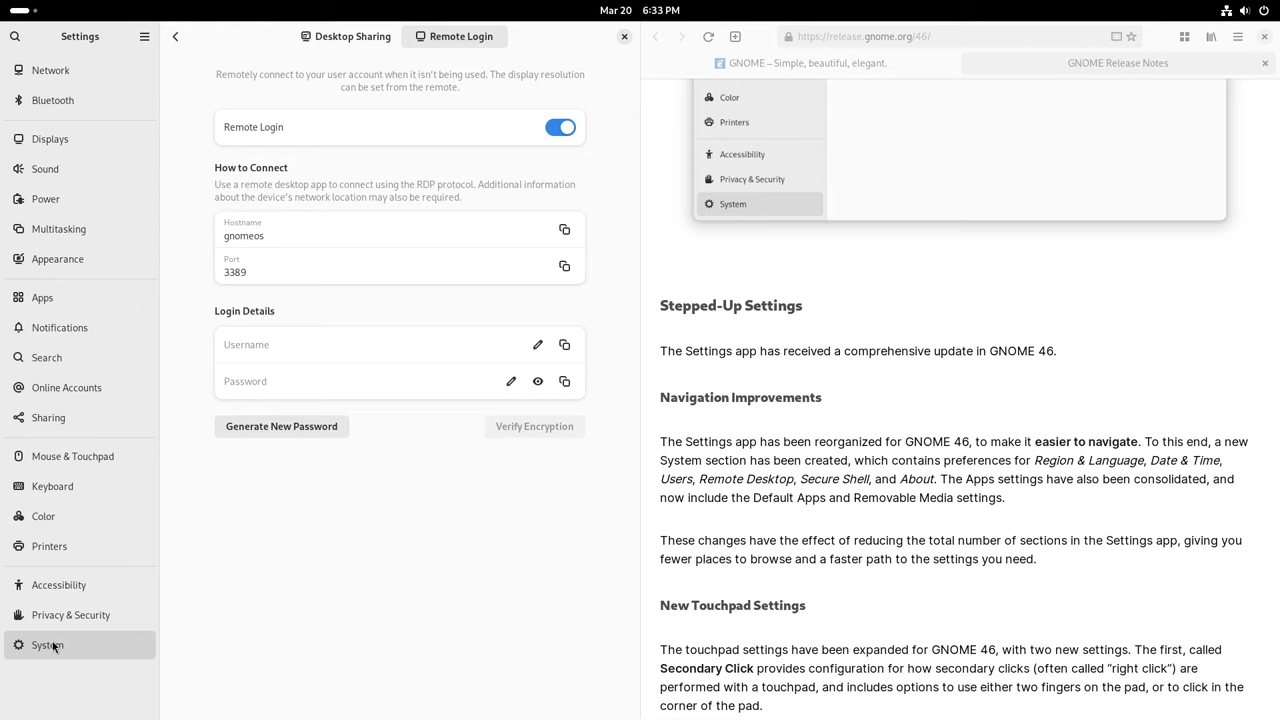 Mar 20 6:33 PM
Settings
Network
Bluetooth
Displays
Sound
Power
Multitasking
Appearance
Apps
Notifications
Search
Online Accounts
Sharing
Mouse & Touchpad
Keyboard
Color
Printers
Accessibility
Privacy & Security
System
Desktop Sharing
Remote Login
Remotely connect to your user account when it isn't being used. The display resolution
can be set from the remote.
Remote Login
How to Connect
Use a remote desktop app to connect using the RDP protocol. Additional information
about the device's network location may also be required.
Hostname
gnomeos
Port
3389
Login Details
Username
Password
Generate New Password
Verify Encryption
https://release.gnome.org/46/
GNOME – Simple, beautiful, elegant.
GNOME Release Notes
Color
Printers
Accessibility
Privacy & Security
System
Stepped-Up Settings
The Settings app has received a comprehensive update in GNOME 46.
Navigation Improvements
The Settings app has been reorganized for GNOME 46, to make it easier to navigate. To this end, a new
System section has been created, which contains preferences for Region & Language, Date & Time,
Users, Remote Desktop, Secure Shell, and About. The Apps settings have also been consolidated, and
now include the Default Apps and Removable Media settings.
These changes have the effect of reducing the total number of sections in the Settings app, giving you
fewer places to browse and a faster path to the settings you need.
New Touchpad Settings
The touchpad settings have been expanded for GNOME 46, with two new settings. The first, called
Secondary Click provides configuration for how secondary clicks (often called “right click”) are
performed with a touchpad, and includes options to use either two fingers on the pad, or to click in the
corner of the pad.